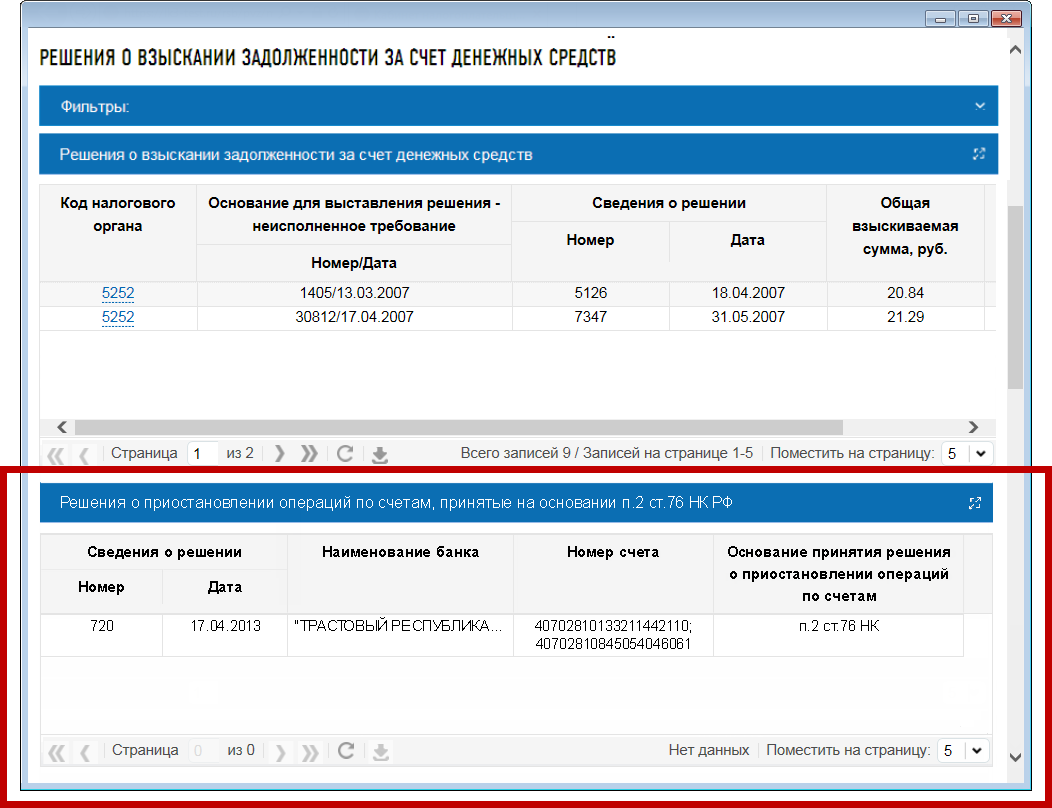 РЕШЕНИЯ О ВЗЫСКАНИИ ЗАДОЛЖЕННОСТИ ЗА СЧЕТ ДЕНЕЖНЫХ СРЕДСТВ
Фильтры:
Решения о взыскании задолженности за счет денежных средств
Код налогового органа
Основание для выставления решения - неисполненное требование
Сведения о решении
Общая взыскиваемая сумма, руб.
Номер/Дата
Номер
Дата
5252 1405/13.03.2007 5126 18.04.2007 20.84
5252 30812/17.04.2007 7347 31.05.2007 21.29
Страница 1 из 2 Всего записей 9 / Записей на странице 1-5 Поместить на страницу: 5
Решения о приостановлении операций по счетам, принятые на основании п.2 ст.76 НК РФ
Сведения о решении
Наименование банка
Номер счета
Основание принятия решения о приостановлении операций по счетам
Номер
Дата
720 17.04.2013 "ТРАСТОВЫЙ РЕСПУБЛИКА... 40702810133211442110; п.2 ст.76 НК
40702810845054046061
Страница 0 из 0 Нет данных Поместить на страницу: 5